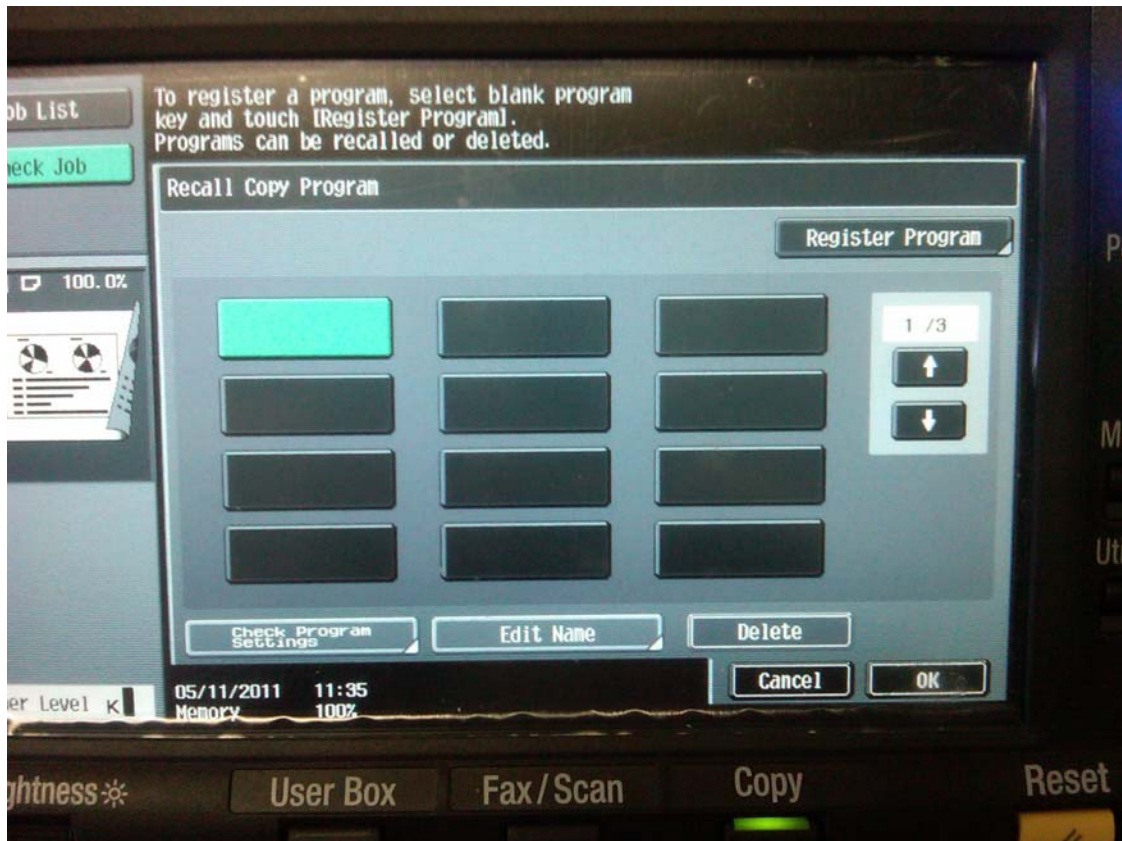 ob List
To register a program, select blank program
key and touch [Register Program].
Programs can be recalled or deleted.
eck Job
Recall Copy Program
Register Program
100.0%
1 /3
Check Program
Settings
Edit Name
Delete
Cancel
OK
05/11/2011 11:35
Memory 100%
er Level K
P
M
Uti
ghtness
User Box
Fax/Scan
Copy
Reset